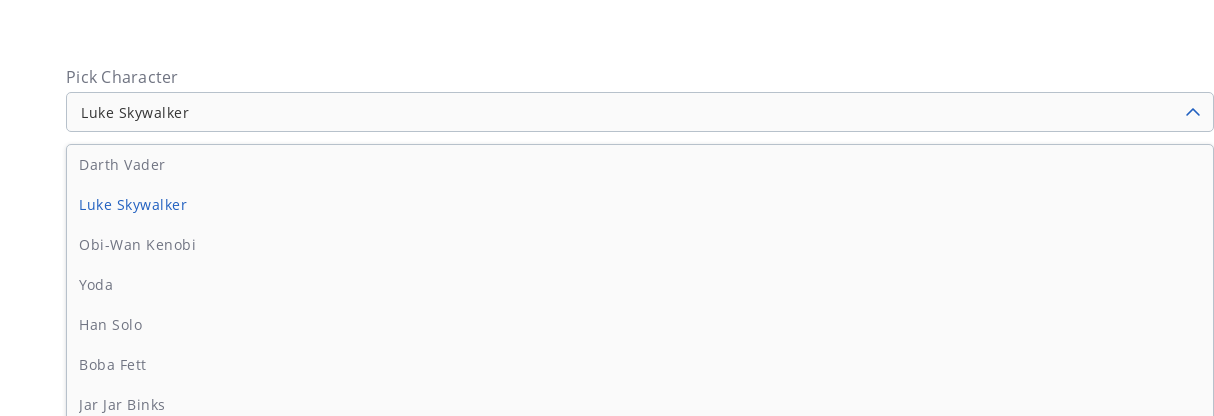 Pick Character
Luke Skywalker
Darth Vader
Luke Skywalker
Obi-Wan Kenobi
Yoda
Han Solo
Boba Fett
Jar Jar Binks